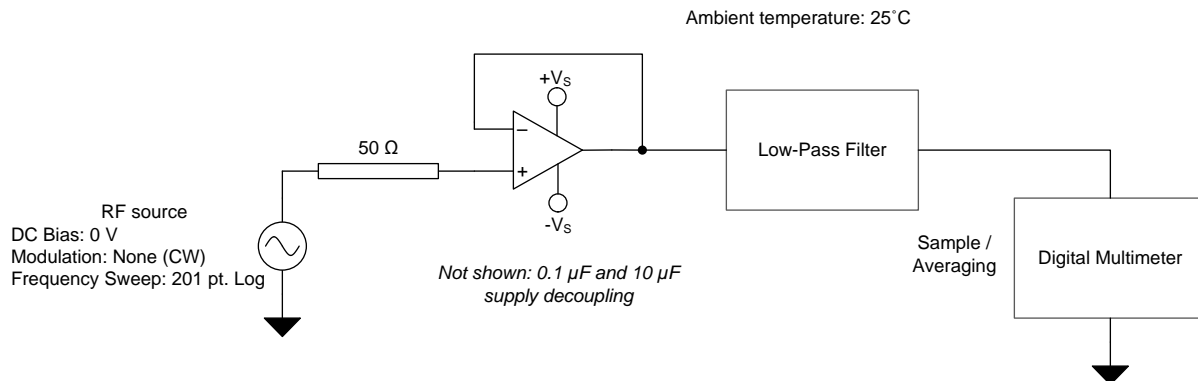 Ambient temperature: 25˚C
+VS
50 Ω
−
+
-VS
Low-Pass Filter
RF source
DC Bias: 0 V
Modulation: None (CW)
Frequency Sweep: 201 pt. Log
Not shown: 0.1 µF and 10 µF
supply decoupling
Sample /
Averaging
Digital Multimeter